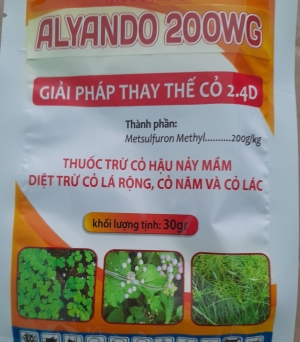 ALYANDO 200WG
GIẢI PHÁP THAY THẾ CỎ 2.4D
Thành phần:
Metsulfuron Methyl...........200g/kg
THUỐC TRỪ CỎ HẬU NẢY MẦM
DIỆT TRỪ CỎ LÁ RỘNG, CỎ NĂM VÀ CỎ LÁC
khối lượng tịnh: 30gr